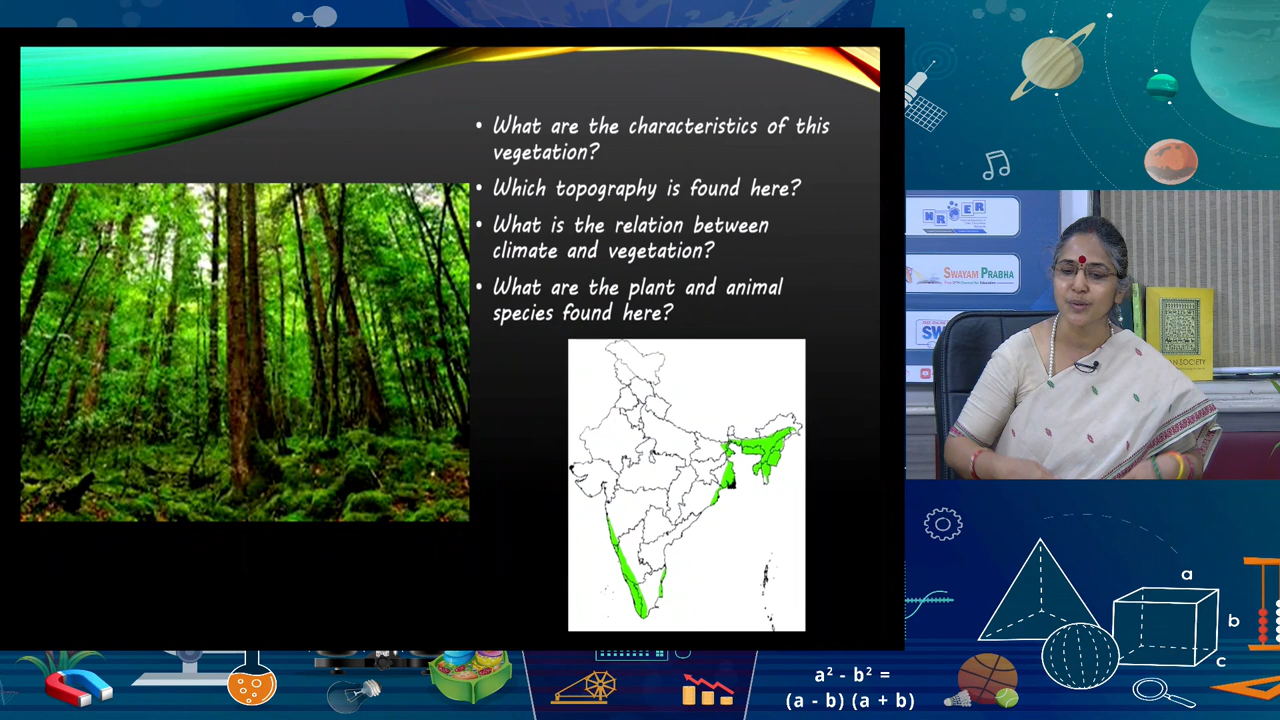 • What are the characteristics of this
vegetation?
• Which topography is found here?
• What is the relation between
climate and vegetation?
• What are the plant and animal
species found here?
SWAYAM PRABHA
a
b
c
a² - b² =
(a - b) (a + b)